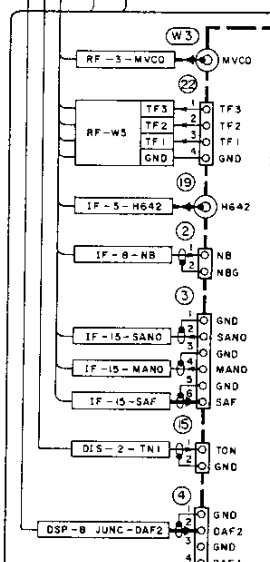 W3
RF-3-MVCO MVCO
22
RF-W5 TF3 1 TF3
TF2 2 TF2
TF1 3 TF1
GND 4 GND
19
IF-5-H642 H642
2
IF-8-NB 1 NB
2 NBG
3
1 GND
IF-15-SANO 2 SANO
3 GND
IF-15-MANO 4 MANO
5 GND
IF-15-SAF 6 SAF
15
DIS-2-TN1 1 TON
2 GND
4
1 GND
DSP-8 JUNC-DAF2 2 DAF2
3 GND
4